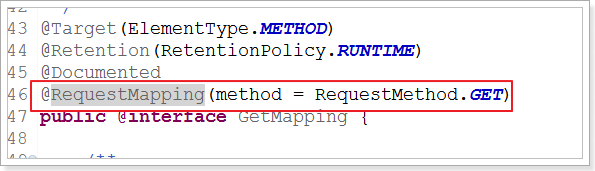 43 @Target(ElementType.METHOD)
44 @Retention(RetentionPolicy.RUNTIME)
45 @Documented
46 @RequestMapping(method = RequestMethod.GET)
47 public @interface GetMapping {
48
/**